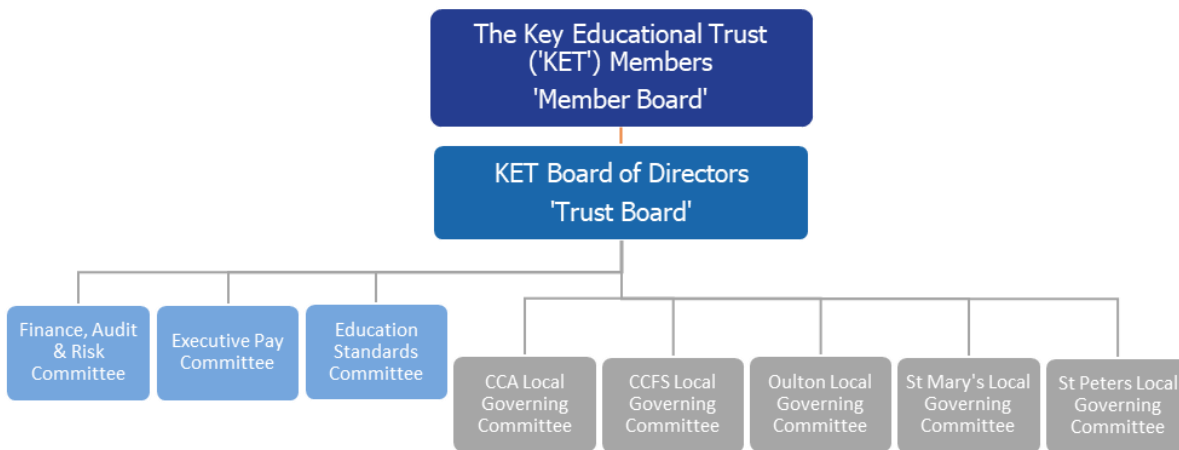 The Key Educational Trust
('KET') Members
'Member Board'
KET Board of Directors
'Trust Board'
Finance, Audit
& Risk
Committee
Executive Pay
Committee
Education
Standards
Committee
CCA Local
Governing
Committee
CCFS Local
Governing
Committee
Oulton Local
Governing
Committee
St Mary's Local
Governing
Committee
St Peters Local
Governing
Committee